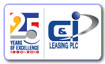 25
YEARS
OF EXCELLENCE
1990-2015
C&I
LEASING PLC